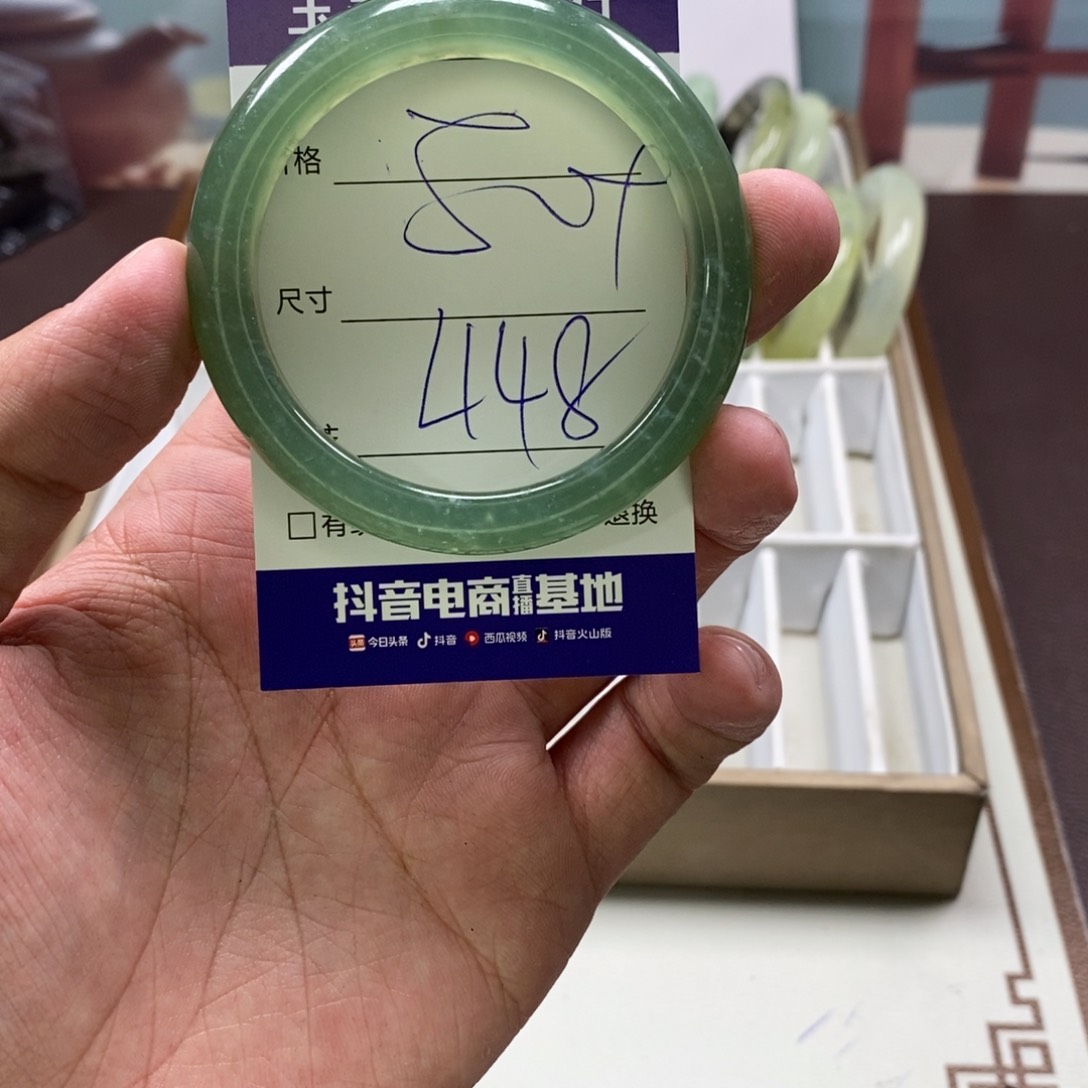 格
尺寸
448
□有 退换
抖音电商直播基地
今日头条 抖音 西瓜视频 抖音火山版